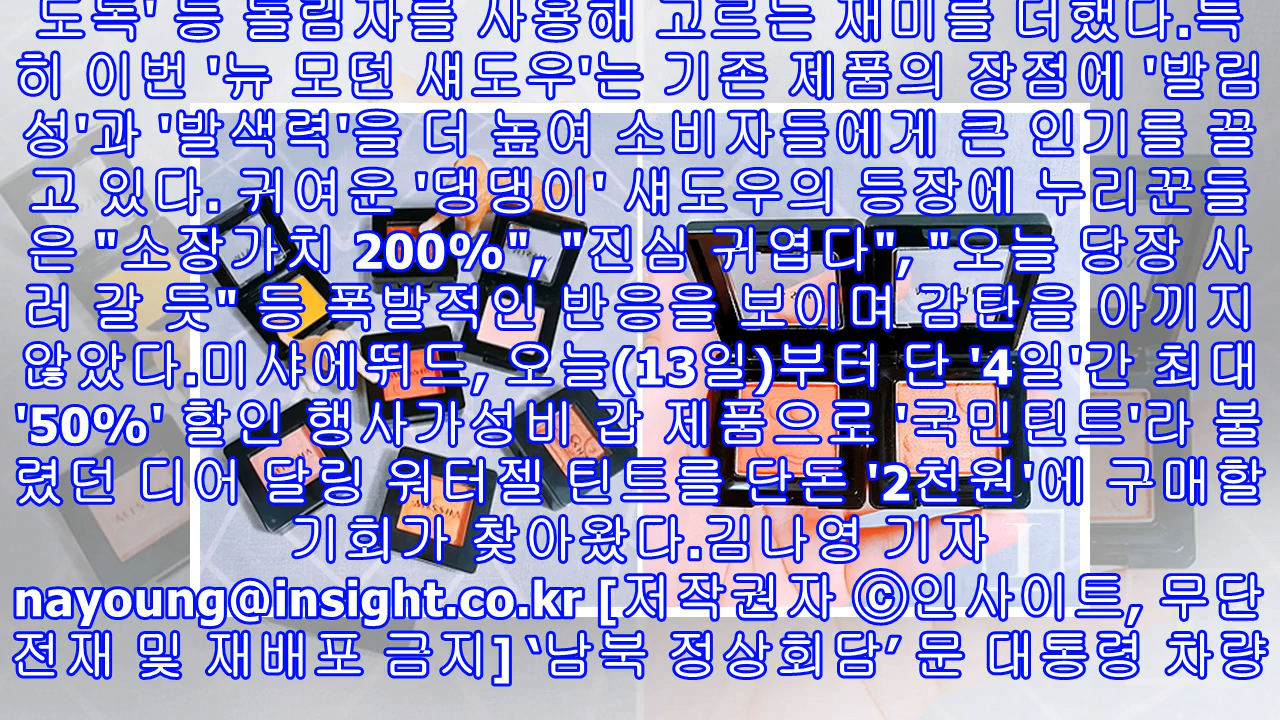 도록' 등 돌림자를 사용해 고르는 재미를 더했다.특
히 이번 '뉴 모던 섀도우'는 기존 제품의 장점에 '발림
성'과 '발색력'을 더 높여 소비자들에게 큰 인기를 끌
고 있다. 귀여운 '댕댕이' 섀도우의 등장에 누리꾼들
은 "소장가치 200%", "진심 귀엽다", "오늘 당장 사
러 갈 듯" 등 폭발적인 반응을 보이며 감탄을 아끼지
않았다.미샤에뛰드, 오늘(13일)부터 단 '4일'간 최대
'50%' 할인 행사가성비 갑 제품으로 '국민틴트'라 불
렸던 디어 달링 워터젤 틴트를 단돈 '2천원'에 구매할
기회가 찾아왔다.김나영 기자
nayoung@insight.co.kr [저작권자 ⓒ인사이트, 무단
전재 및 재배포 금지] ‘남북 정상회담’ 문 대통령 차량